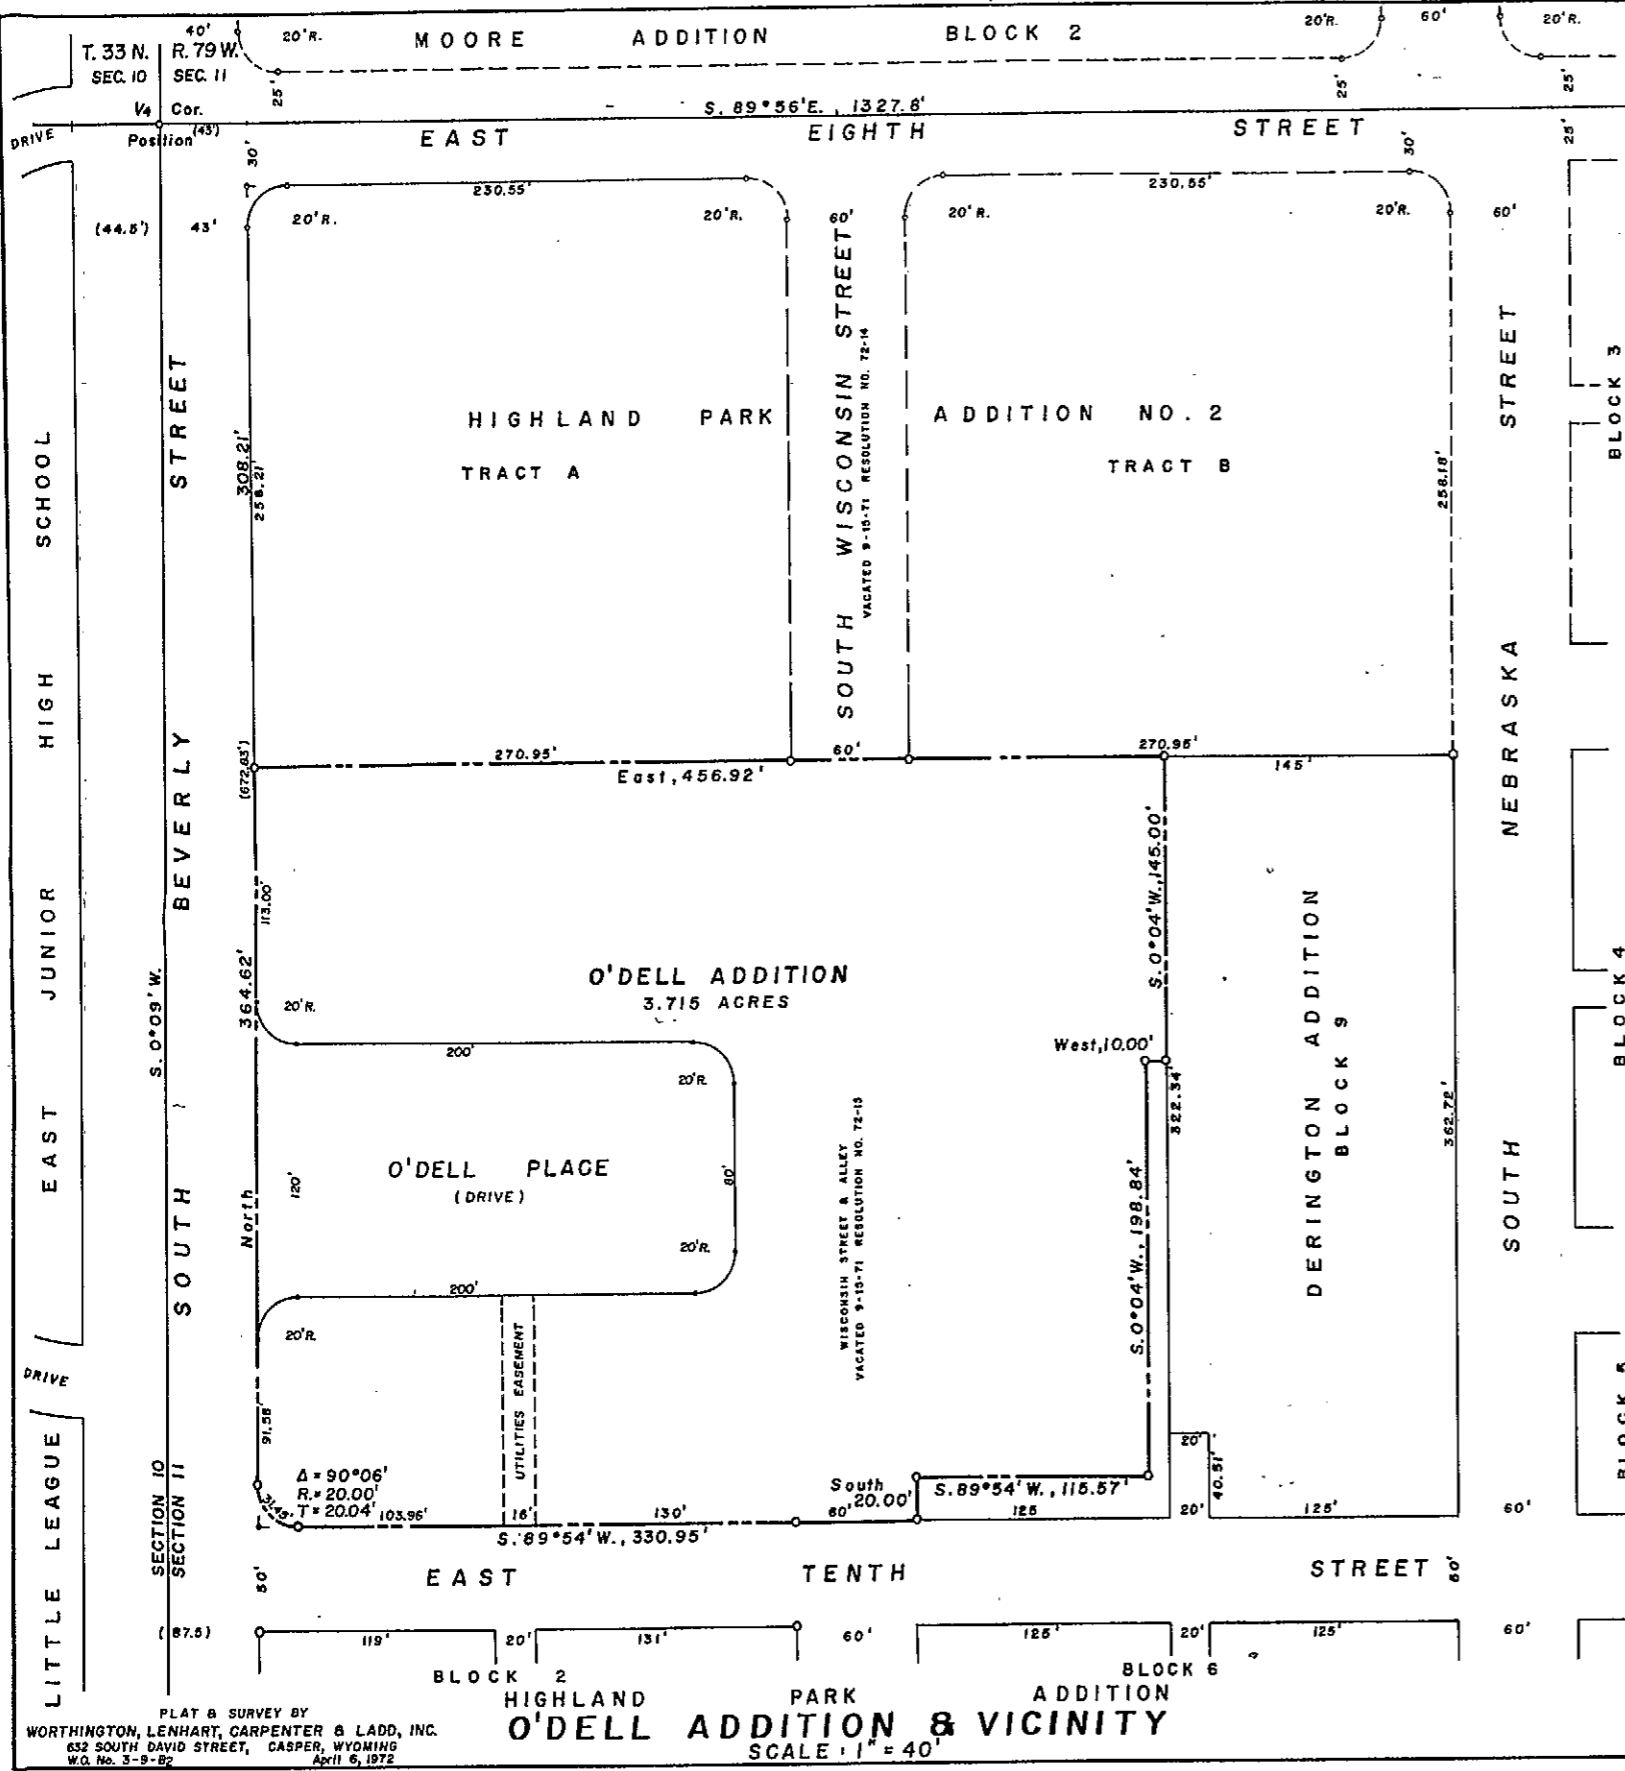 40' 20'R. MOORE ADDITION BLOCK 2 20'R. 60' 20'R.
T. 33 N. R. 79 W.
SEC. 10 SEC. 11
25' 25' 25'
1/4 Cor.
S. 89°56'E., 1327.8'
DRIVE Position (43')
EAST EIGHTH STREET
30' 30' 25'
230.55' 230.55'
(44.5') 43' 20'R. 20'R. 60' 20'R. 20'R. 60'
SOUTH WISCONSIN STREET
VACATED 9-15-71 RESOLUTION NO. 72-14
HIGHLAND PARK ADDITION NO. 2
TRACT A TRACT B
308.21'
258.21'
258.18'
BLOCK 3
EAST JUNIOR HIGH SCHOOL
SOUTH BEVERLY STREET
SOUTH NEBRASKA STREET
(672.83')
270.95' 60' 270.95'
East, 456.92' 145'
113.00'
364.62'
North
S. 0°09' W.
S. 0°04' W., 145.00'
O'DELL ADDITION
3.715 ACRES
20'R.
200'
20'R.
West, 10.00'
322.34'
DERINGTON ADDITION
BLOCK 9
362.72'
BLOCK 4
O'DELL PLACE
(DRIVE)
120'
80'
20'R.
200'
20'R.
WISCONSIN STREET & ALLEY
VACATED 9-15-71 RESOLUTION NO. 72-13
S. 0°04' W., 198.84'
UTILITIES EASEMENT
DRIVE
91.58'
BLOCK 5
LITTLE LEAGUE
SECTION 10
SECTION 11
Δ = 90°06'
R. = 20.00'
T = 20.04'
31.45'
103.96' 16' 130' 60'
S. 89°54' W., 330.95'
South
20.00'
S. 89°54' W., 115.57'
125 20' 20' 40.51' 125' 60'
50' EAST TENTH STREET 60'
(87.5) 119' 20' 131' 60' 125' 20' 125' 60'
BLOCK 2 BLOCK 6
HIGHLAND PARK ADDITION
O'DELL ADDITION & VICINITY
SCALE : 1" = 40'
PLAT & SURVEY BY
WORTHINGTON, LENHART, CARPENTER & LADD, INC.
632 SOUTH DAVID STREET, CASPER, WYOMING
W.O. No. 3-9-82 April 6, 1972